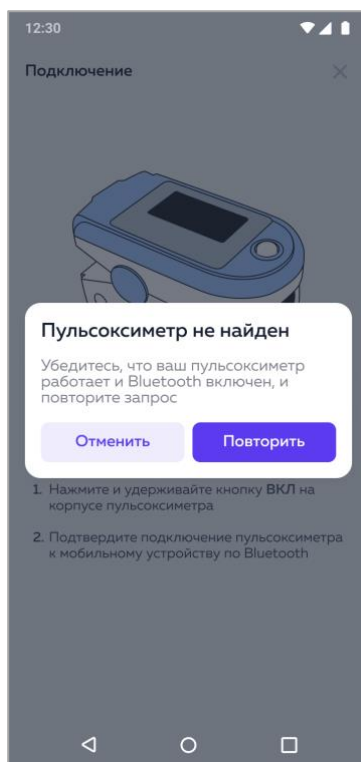 12:30
Подключение
Пульсоксиметр не найден
Убедитесь, что ваш пульсоксиметр
работает и Bluetooth включен, и
повторите запрос
Отменить Повторить
1. Нажмите и удерживайте кнопку ВКЛ на
корпусе пульсоксиметра
2. Подтвердите подключение пульсоксиметра
к мобильному устройству по Bluetooth